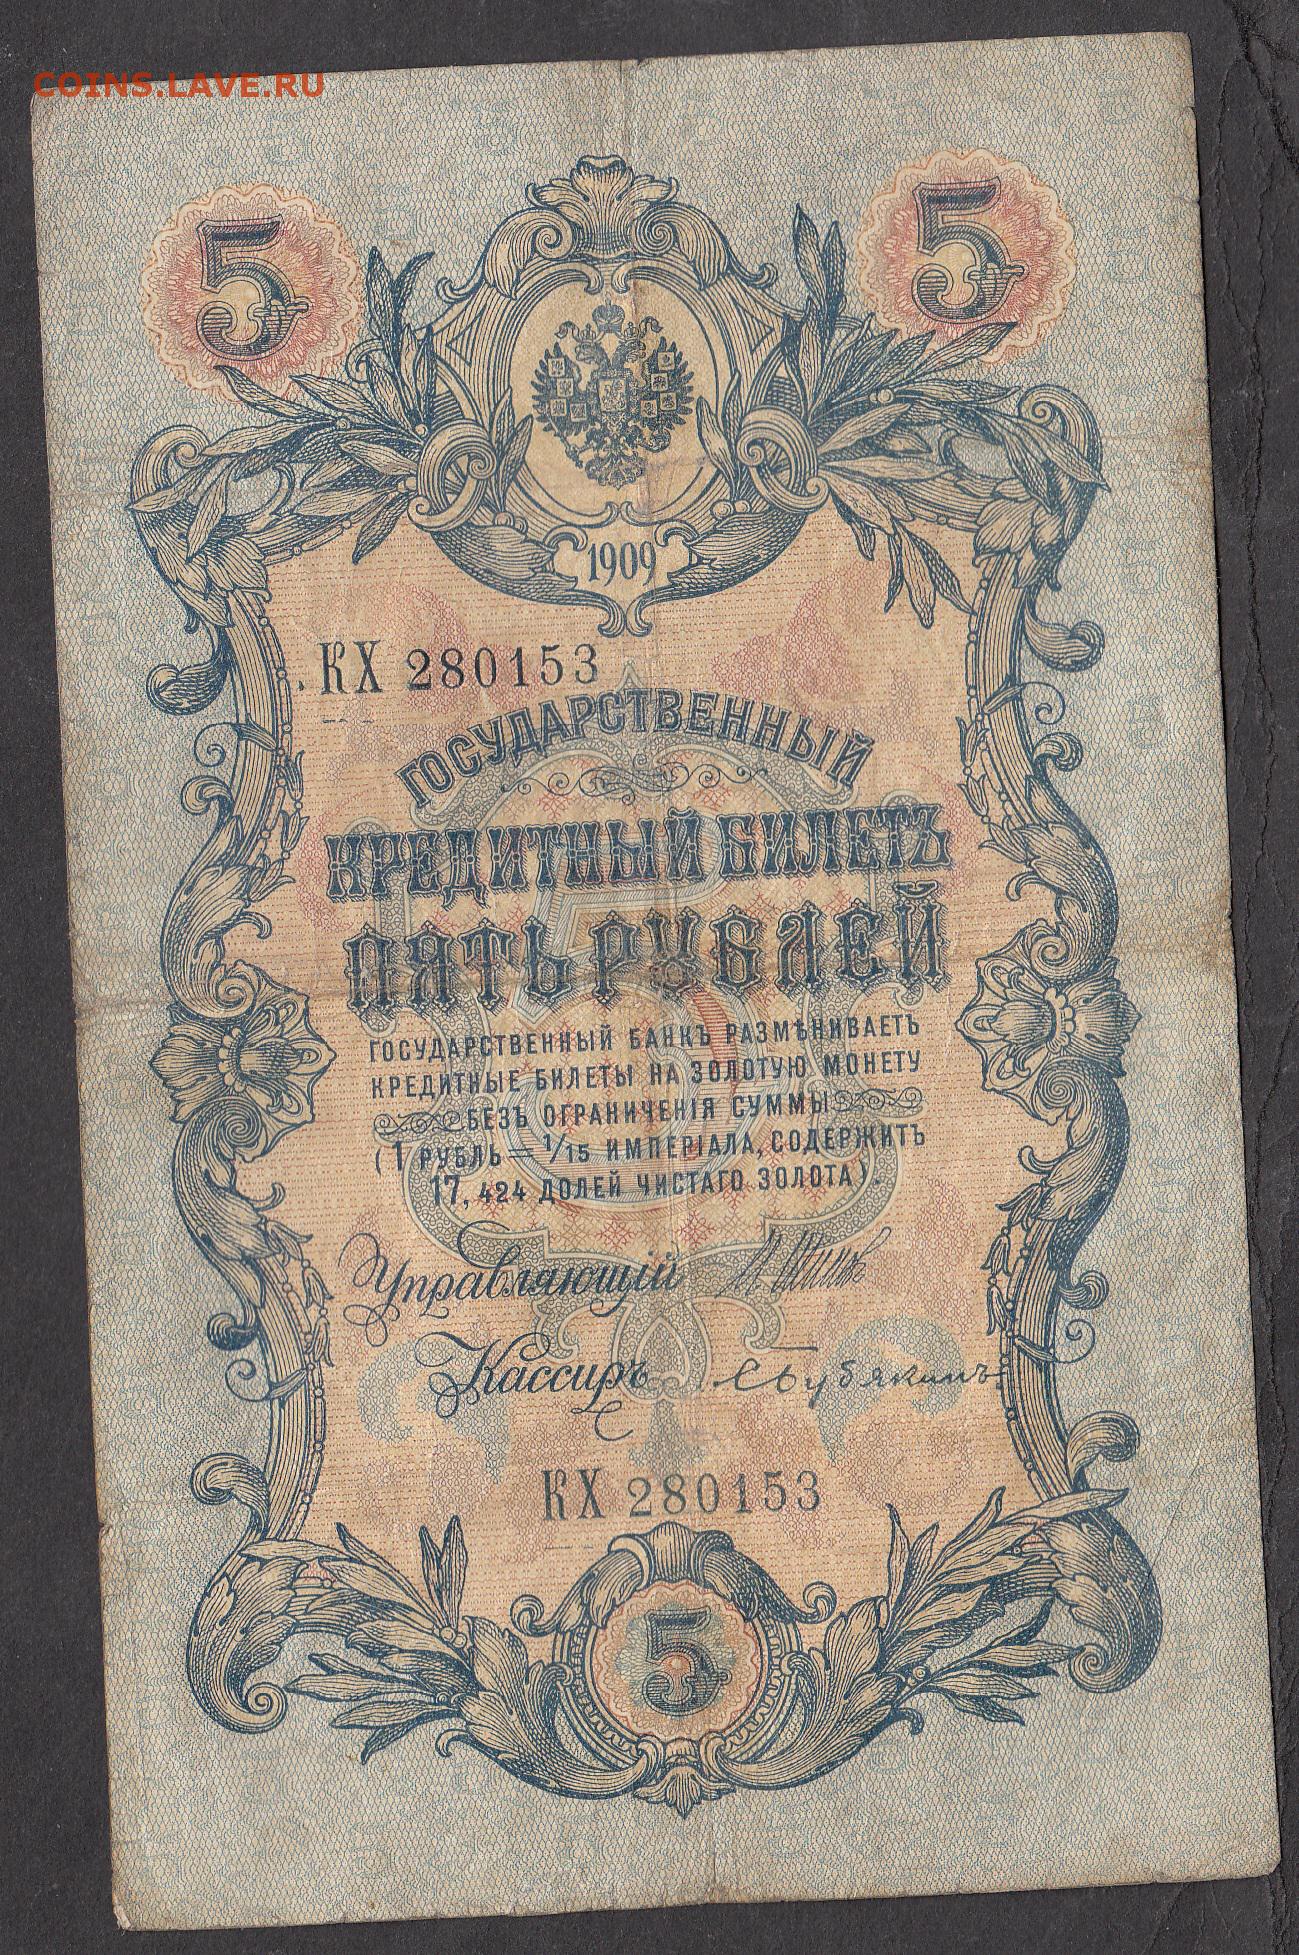 COINS.LAVE.RU
5 5
1909
КХ 280153
ГОСУДАРСТВЕННЫЙ
КРЕДИТНЫЙ БИЛЕТЪ
ПЯТЬ РУБЛЕЙ
ГОСУДАРСТВЕННЫЙ БАНКЪ РАЗМѢНИВАЕТЪ
КРЕДИТНЫЕ БИЛЕТЫ НА ЗОЛОТУЮ МОНЕТУ
БЕЗЪ ОГРАНИЧЕНІЯ СУММЫ
(1 РУБЛЬ = 1/15 ИМПЕРІАЛА, СОДЕРЖИТЪ
17, 424 ДОЛЕЙ ЧИСТАГО ЗОЛОТА).
Управляющій И Шиповъ
Кассиръ С Бубякинъ
КХ 280153
5